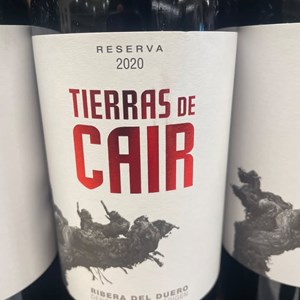 RESERVA
2020
TIERRAS DE
CAIR
RIBERA DEL DUERO